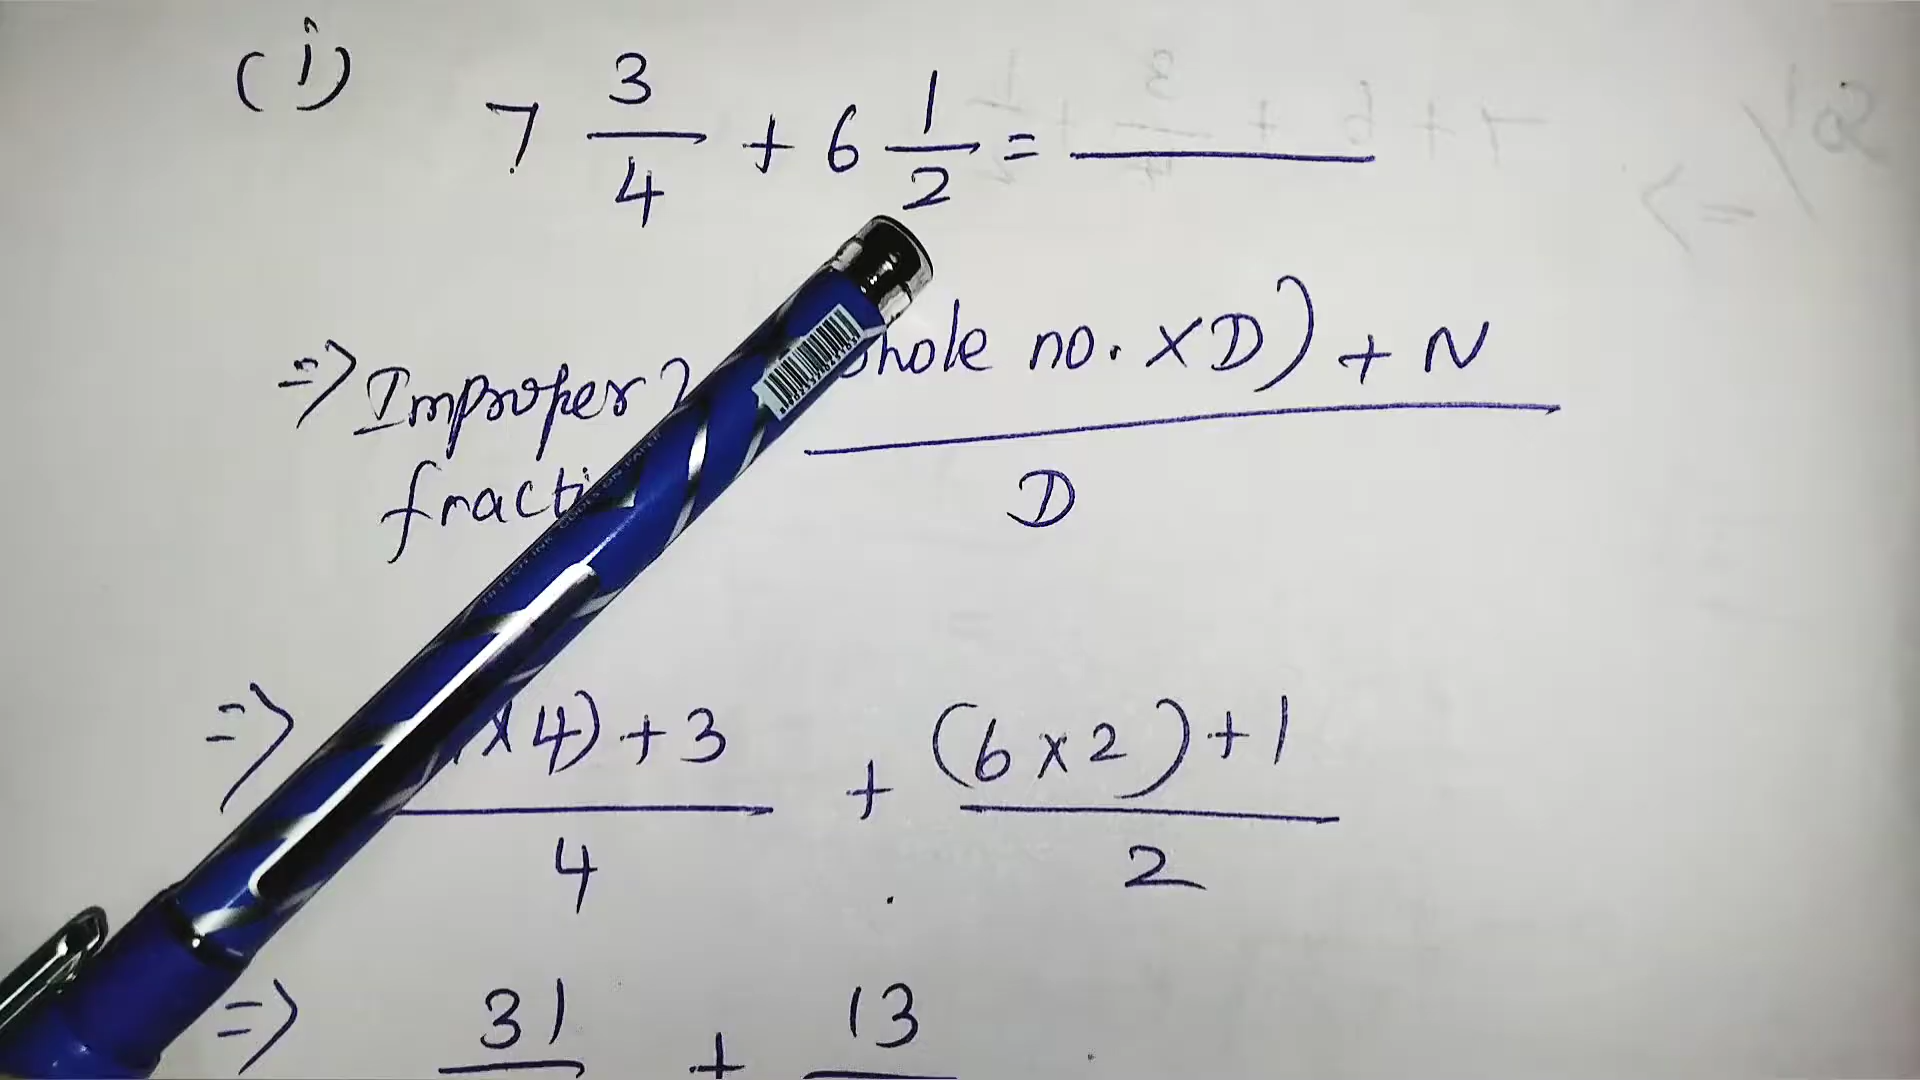 (i)
7 3/4 + 6 1/2 = ______
=> Improper hole no. × D) + N
fracti D
=> × 4) + 3 / 4 + (6 × 2) + 1 / 2
=> 31 + 13